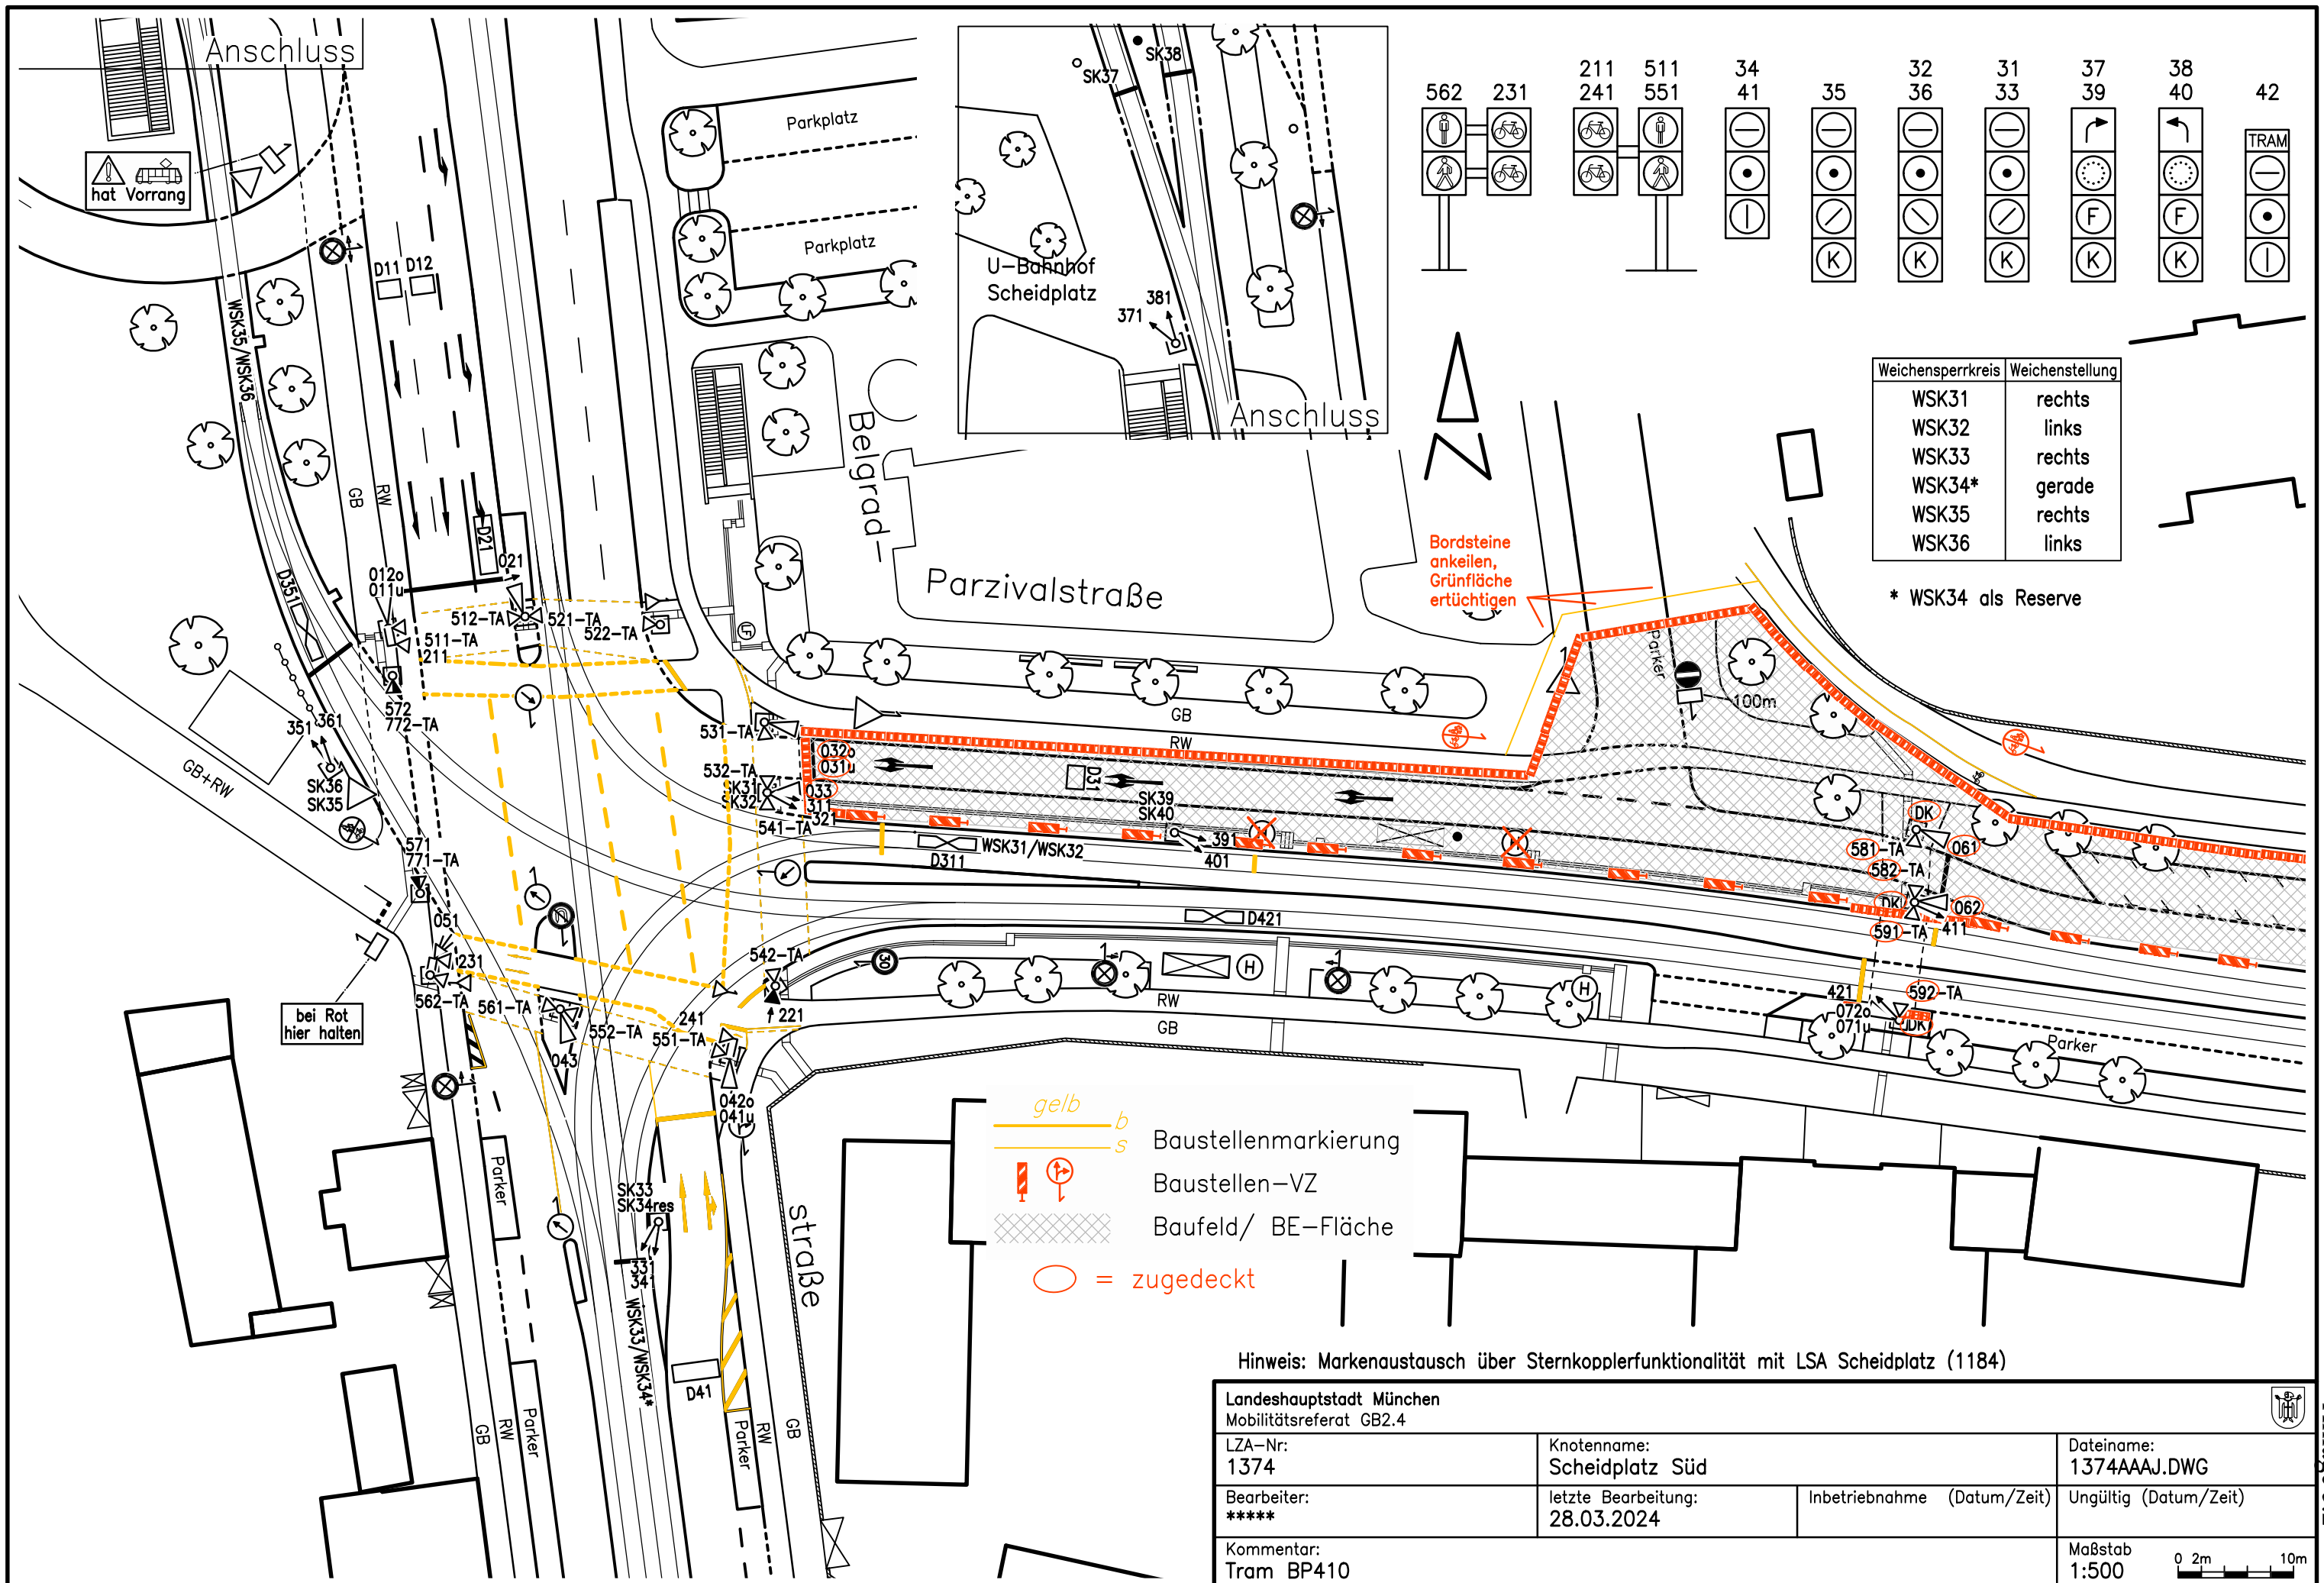 Anschluss
hat Vorrang
WSK35/WSK36
D11 D12
GB
RW
D21
D351
012o
011u
021
512-TA
511-TA
211
521-TA
522-TA
LF
572
772-TA
361
351
SK36
SK35
GB+RW
571
771-TA
051
231
562-TA
561-TA
bei Rot
hier halten
043
552-TA
551-TA
241
221
542-TA
042o
041u
Parkplatz
Parkplatz
Belgrad-
straße
Parzivalstraße
SK38
SK37
U-Bahnhof
Scheidplatz
381
371
Anschluss
562 231
211 511
241 551
34
41
35
32
36
31
33
37
39
38
40
42
TRAM
F
F
K
K
K
K
K
Weichensperrkreis Weichenstellung
WSK31 rechts
WSK32 links
WSK33 rechts
WSK34* gerade
WSK35 rechts
WSK36 links
* WSK34 als Reserve
Bordsteine
ankeilen,
Grünfläche
ertüchtigen
Parker
100m
GB
RW
531-TA
532-TA
SK31
SK32
032o
031u
033
311
321
541-TA
D31
SK39
SK40
391
401
WSK31/WSK32
D311
D421
30
H
H
RW
GB
DK
581-TA
061
582-TA
DK
062
591-TA
411
421
592-TA
072o
071u
DK
Parker
SK33
SK34res
331
341
WSK33/WSK34*
D41
Parker
GB
RW
Parker
Parker
RW
GB
gelb
b
s
Baustellenmarkierung
Baustellen-VZ
Baufeld/ BE-Fläche
= zugedeckt
Hinweis: Markenaustausch über Sternkopplerfunktionalität mit LSA Scheidplatz (1184)
Landeshauptstadt München
Mobilitätsreferat GB2.4
LZA-Nr:
1374
Knotenname:
Scheidplatz Süd
Dateiname:
1374AAAJ.DWG
Bearbeiter:
*****
letzte Bearbeitung:
28.03.2024
Inbetriebnahme (Datum/Zeit)
Ungültig (Datum/Zeit)
Kommentar:
Tram BP410
Maßstab
1:500
0 2m 10m